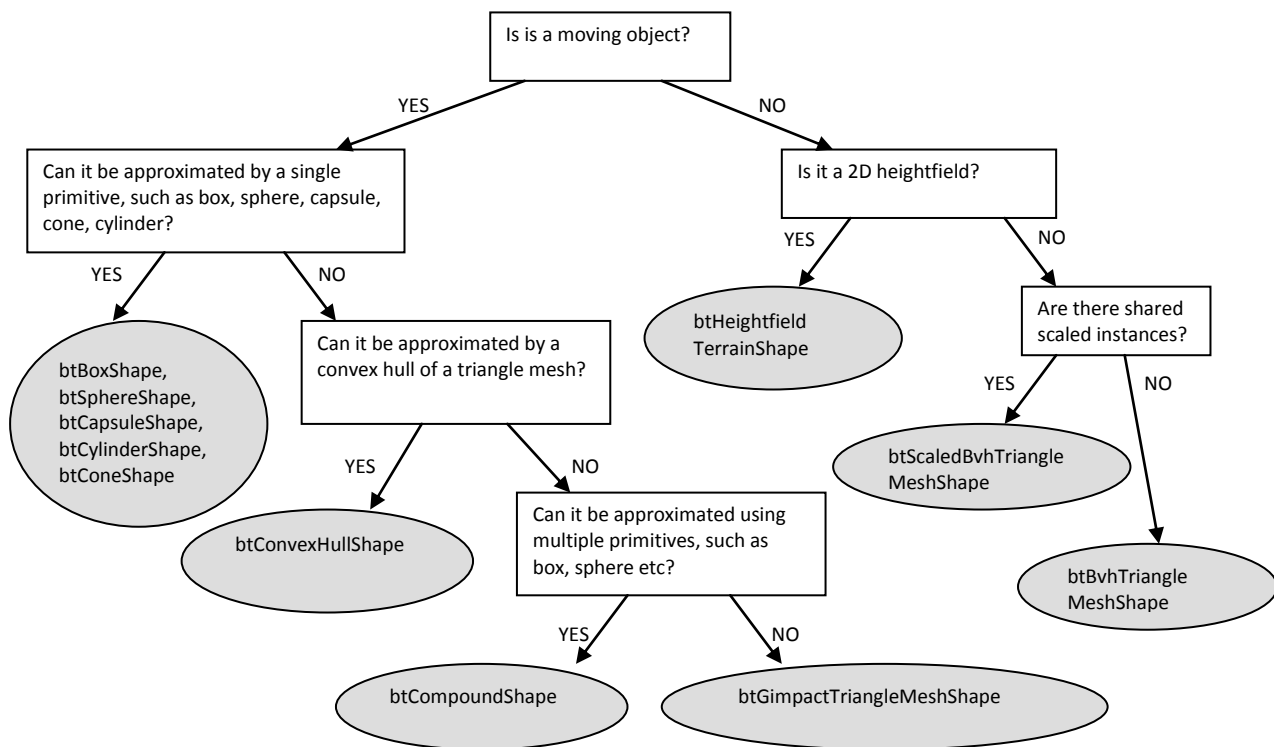 Is is a moving object?
YES
NO
Can it be approximated by a single
primitive, such as box, sphere, capsule,
cone, cylinder?
Is it a 2D heightfield?
YES
NO
YES
NO
btBoxShape,
btSphereShape,
btCapsuleShape,
btCylinderShape,
btConeShape
Can it be approximated by a
convex hull of a triangle mesh?
btHeightfield
TerrainShape
Are there shared
scaled instances?
YES
NO
YES
NO
btConvexHullShape
Can it be approximated using
multiple primitives, such as
box, sphere etc?
btScaledBvhTriangle
MeshShape
btBvhTriangle
MeshShape
YES
NO
btCompoundShape
btGimpactTriangleMeshShape